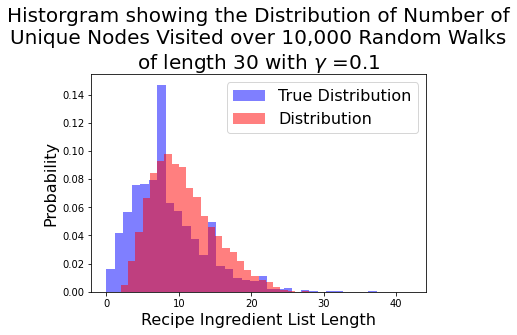 Historgram showing the Distribution of Number of
Unique Nodes Visited over 10,000 Random Walks
of length 30 with γ =0.1
True Distribution
Distribution
Probability
0.14
0.12
0.10
0.08
0.06
0.04
0.02
0.00
0 10 20 30 40
Recipe Ingredient List Length